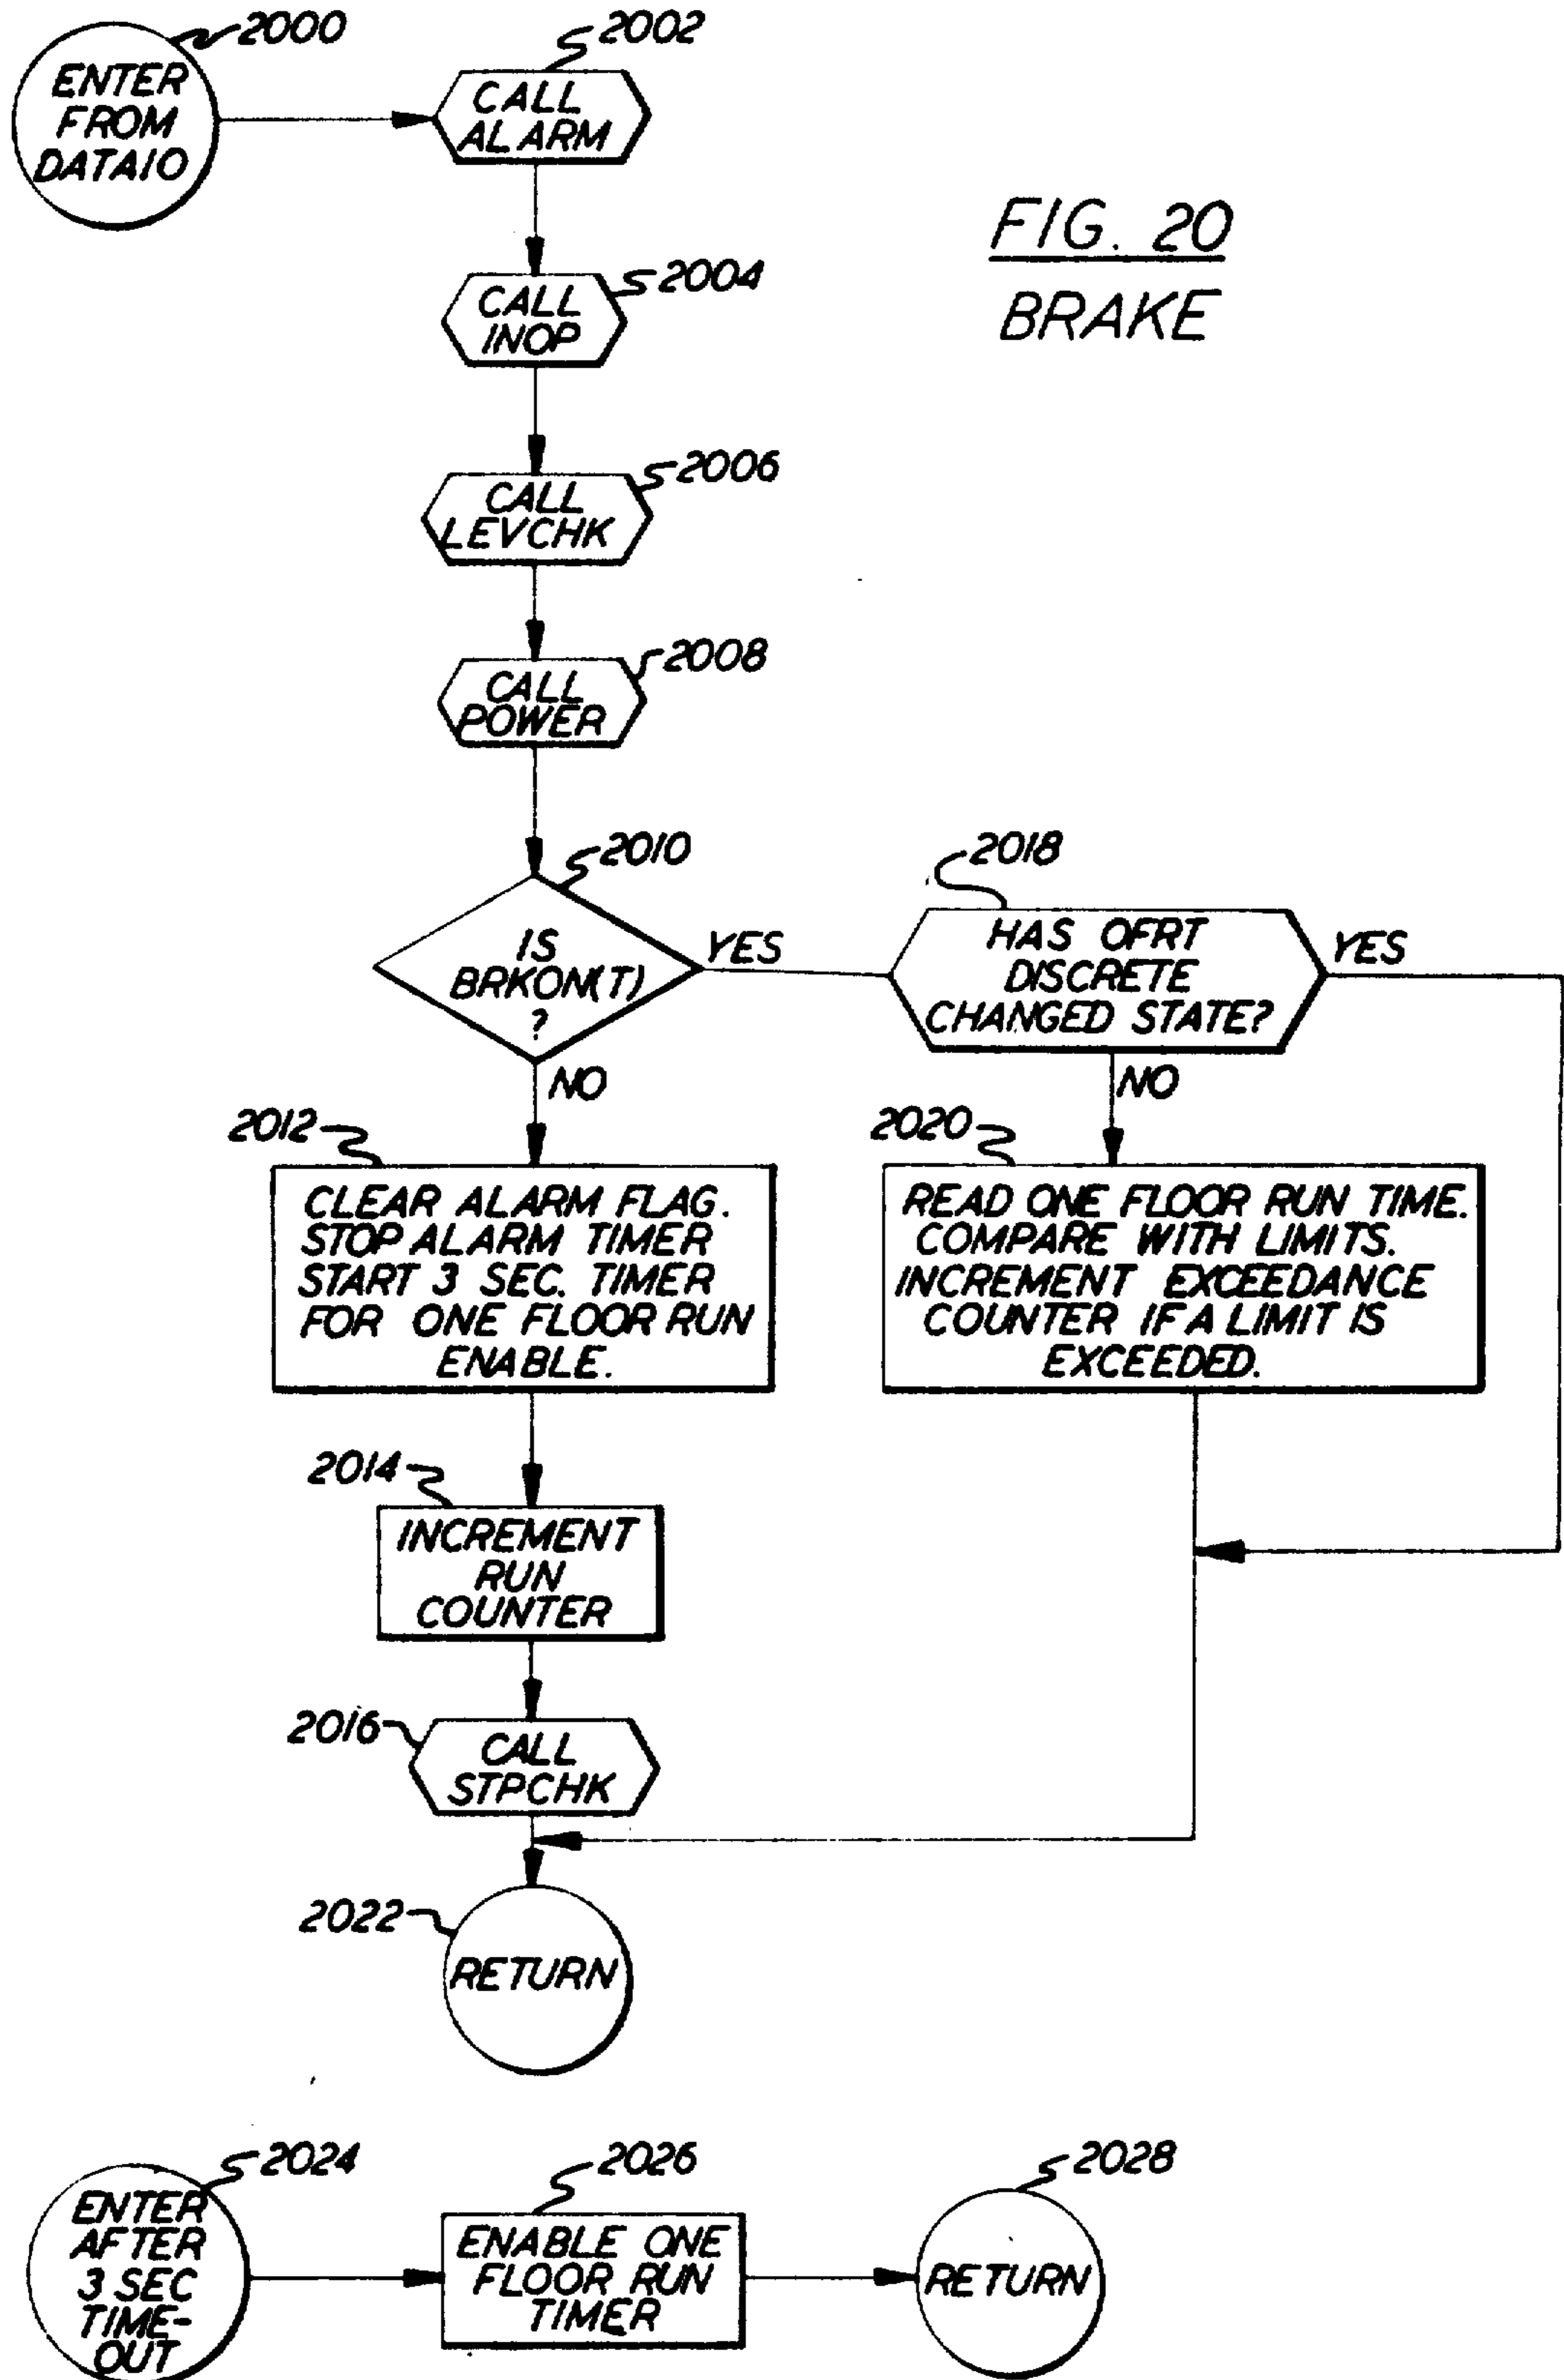 2000
ENTER
FROM
DATAIO
2002
CALL
ALARM
FIG. 20
BRAKE
2004
CALL
INOP
2006
CALL
LEVCHK
2008
CALL
POWER
2010
IS
BRKON(T)
?
YES
NO
2018
HAS OFRT
DISCRETE
CHANGED STATE?
YES
NO
2012
CLEAR ALARM FLAG.
STOP ALARM TIMER
START 3 SEC. TIMER
FOR ONE FLOOR RUN
ENABLE.
2020
READ ONE FLOOR RUN TIME.
COMPARE WITH LIMITS.
INCREMENT EXCEEDANCE
COUNTER IF A LIMIT IS
EXCEEDED.
2014
INCREMENT
RUN
COUNTER
2016
CALL
STPCHK
2022
RETURN
2024
ENTER
AFTER
3 SEC
TIME-
OUT
2026
ENABLE ONE
FLOOR RUN
TIMER
2028
RETURN